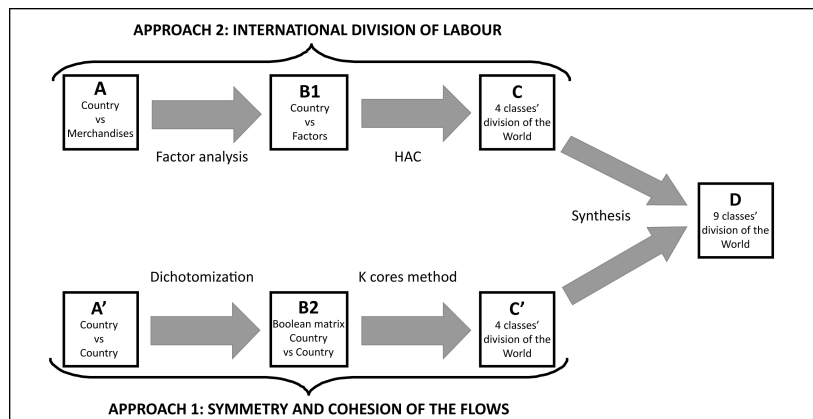 APPROACH 2: INTERNATIONAL DIVISION OF LABOUR
A
Country
vs
Merchandises
Factor analysis
B1
Country
vs
Factors
HAC
C
4 classes'
division of the
World
Synthesis
D
9 classes'
division of the
World
A'
Country
vs
Country
Dichotomization
B2
Boolean matrix
Country
vs Country
K cores method
C'
4 classes'
division of the
World
APPROACH 1: SYMMETRY AND COHESION OF THE FLOWS